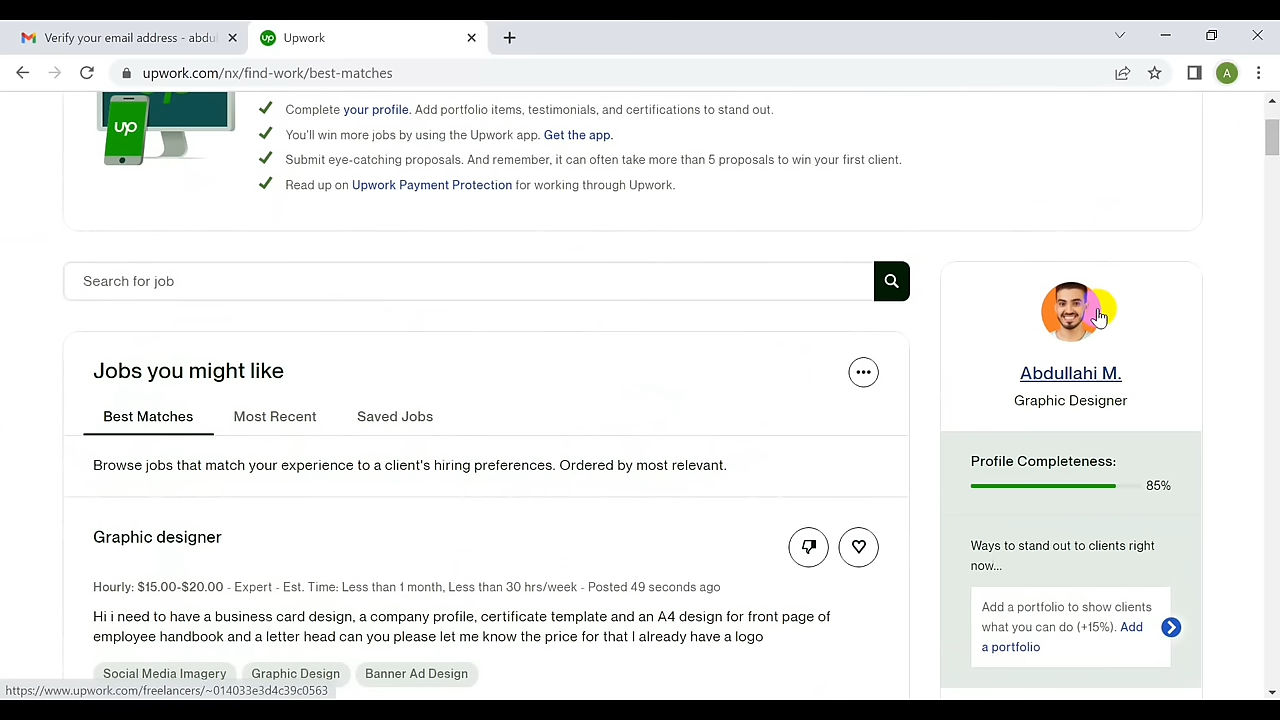 Verify your email address - abdul
Upwork
upwork.com/nx/find-work/best-matches
A
up
Complete your profile. Add portfolio items, testimonials, and certifications to stand out.
You'll win more jobs by using the Upwork app. Get the app.
Submit eye-catching proposals. And remember, it can often take more than 5 proposals to win your first client.
Read up on Upwork Payment Protection for working through Upwork.
Search for job
Jobs you might like
Best Matches
Most Recent
Saved Jobs
Browse jobs that match your experience to a client's hiring preferences. Ordered by most relevant.
Graphic designer
Hourly: $15.00-$20.00 - Expert - Est. Time: Less than 1 month, Less than 30 hrs/week - Posted 49 seconds ago
Hi i need to have a business card design, a company profile, certificate template and an A4 design for front page of
employee handbook and a letter head can you please let me know the price for that I already have a logo
Social Media Imagery
Graphic Design
Banner Ad Design
Abdullahi M.
Graphic Designer
Profile Completeness:
85%
Ways to stand out to clients right
now...
Add a portfolio to show clients
what you can do (+15%). Add
a portfolio
https://www.upwork.com/freelancers/~014033e3d4c39c0563